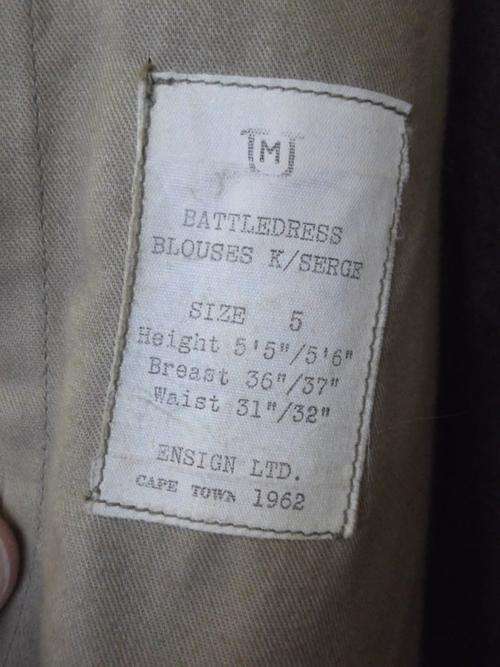 U M
BATTLEDRESS
BLOUSES K/SERGE
SIZE 5
Height 5'5"/5'6"
Breast 36"/37"
Waist 31"/32"
ENSIGN LTD.
CAPE TOWN 1962